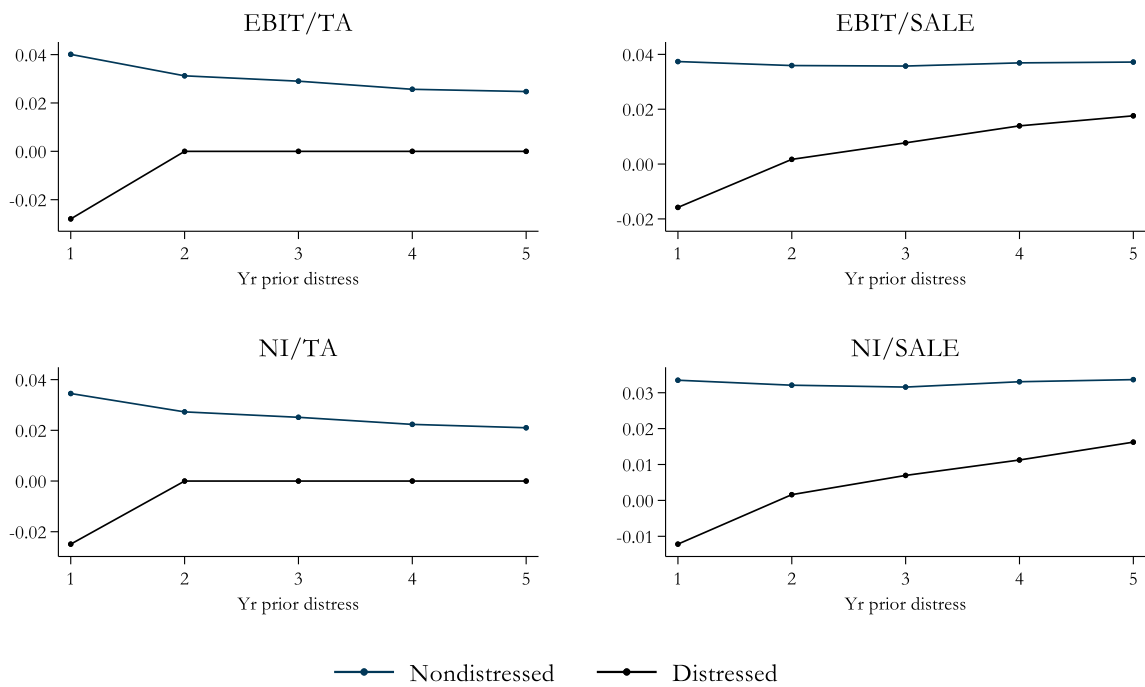 EBIT/TA
0.04
0.02
0.00
-0.02
1 2 3 4 5
Yr prior distress
EBIT/SALE
0.04
0.02
0.00
-0.02
1 2 3 4 5
Yr prior distress
NI/TA
0.04
0.02
0.00
-0.02
1 2 3 4 5
Yr prior distress
NI/SALE
0.03
0.02
0.01
0.00
-0.01
1 2 3 4 5
Yr prior distress
Nondistressed Distressed